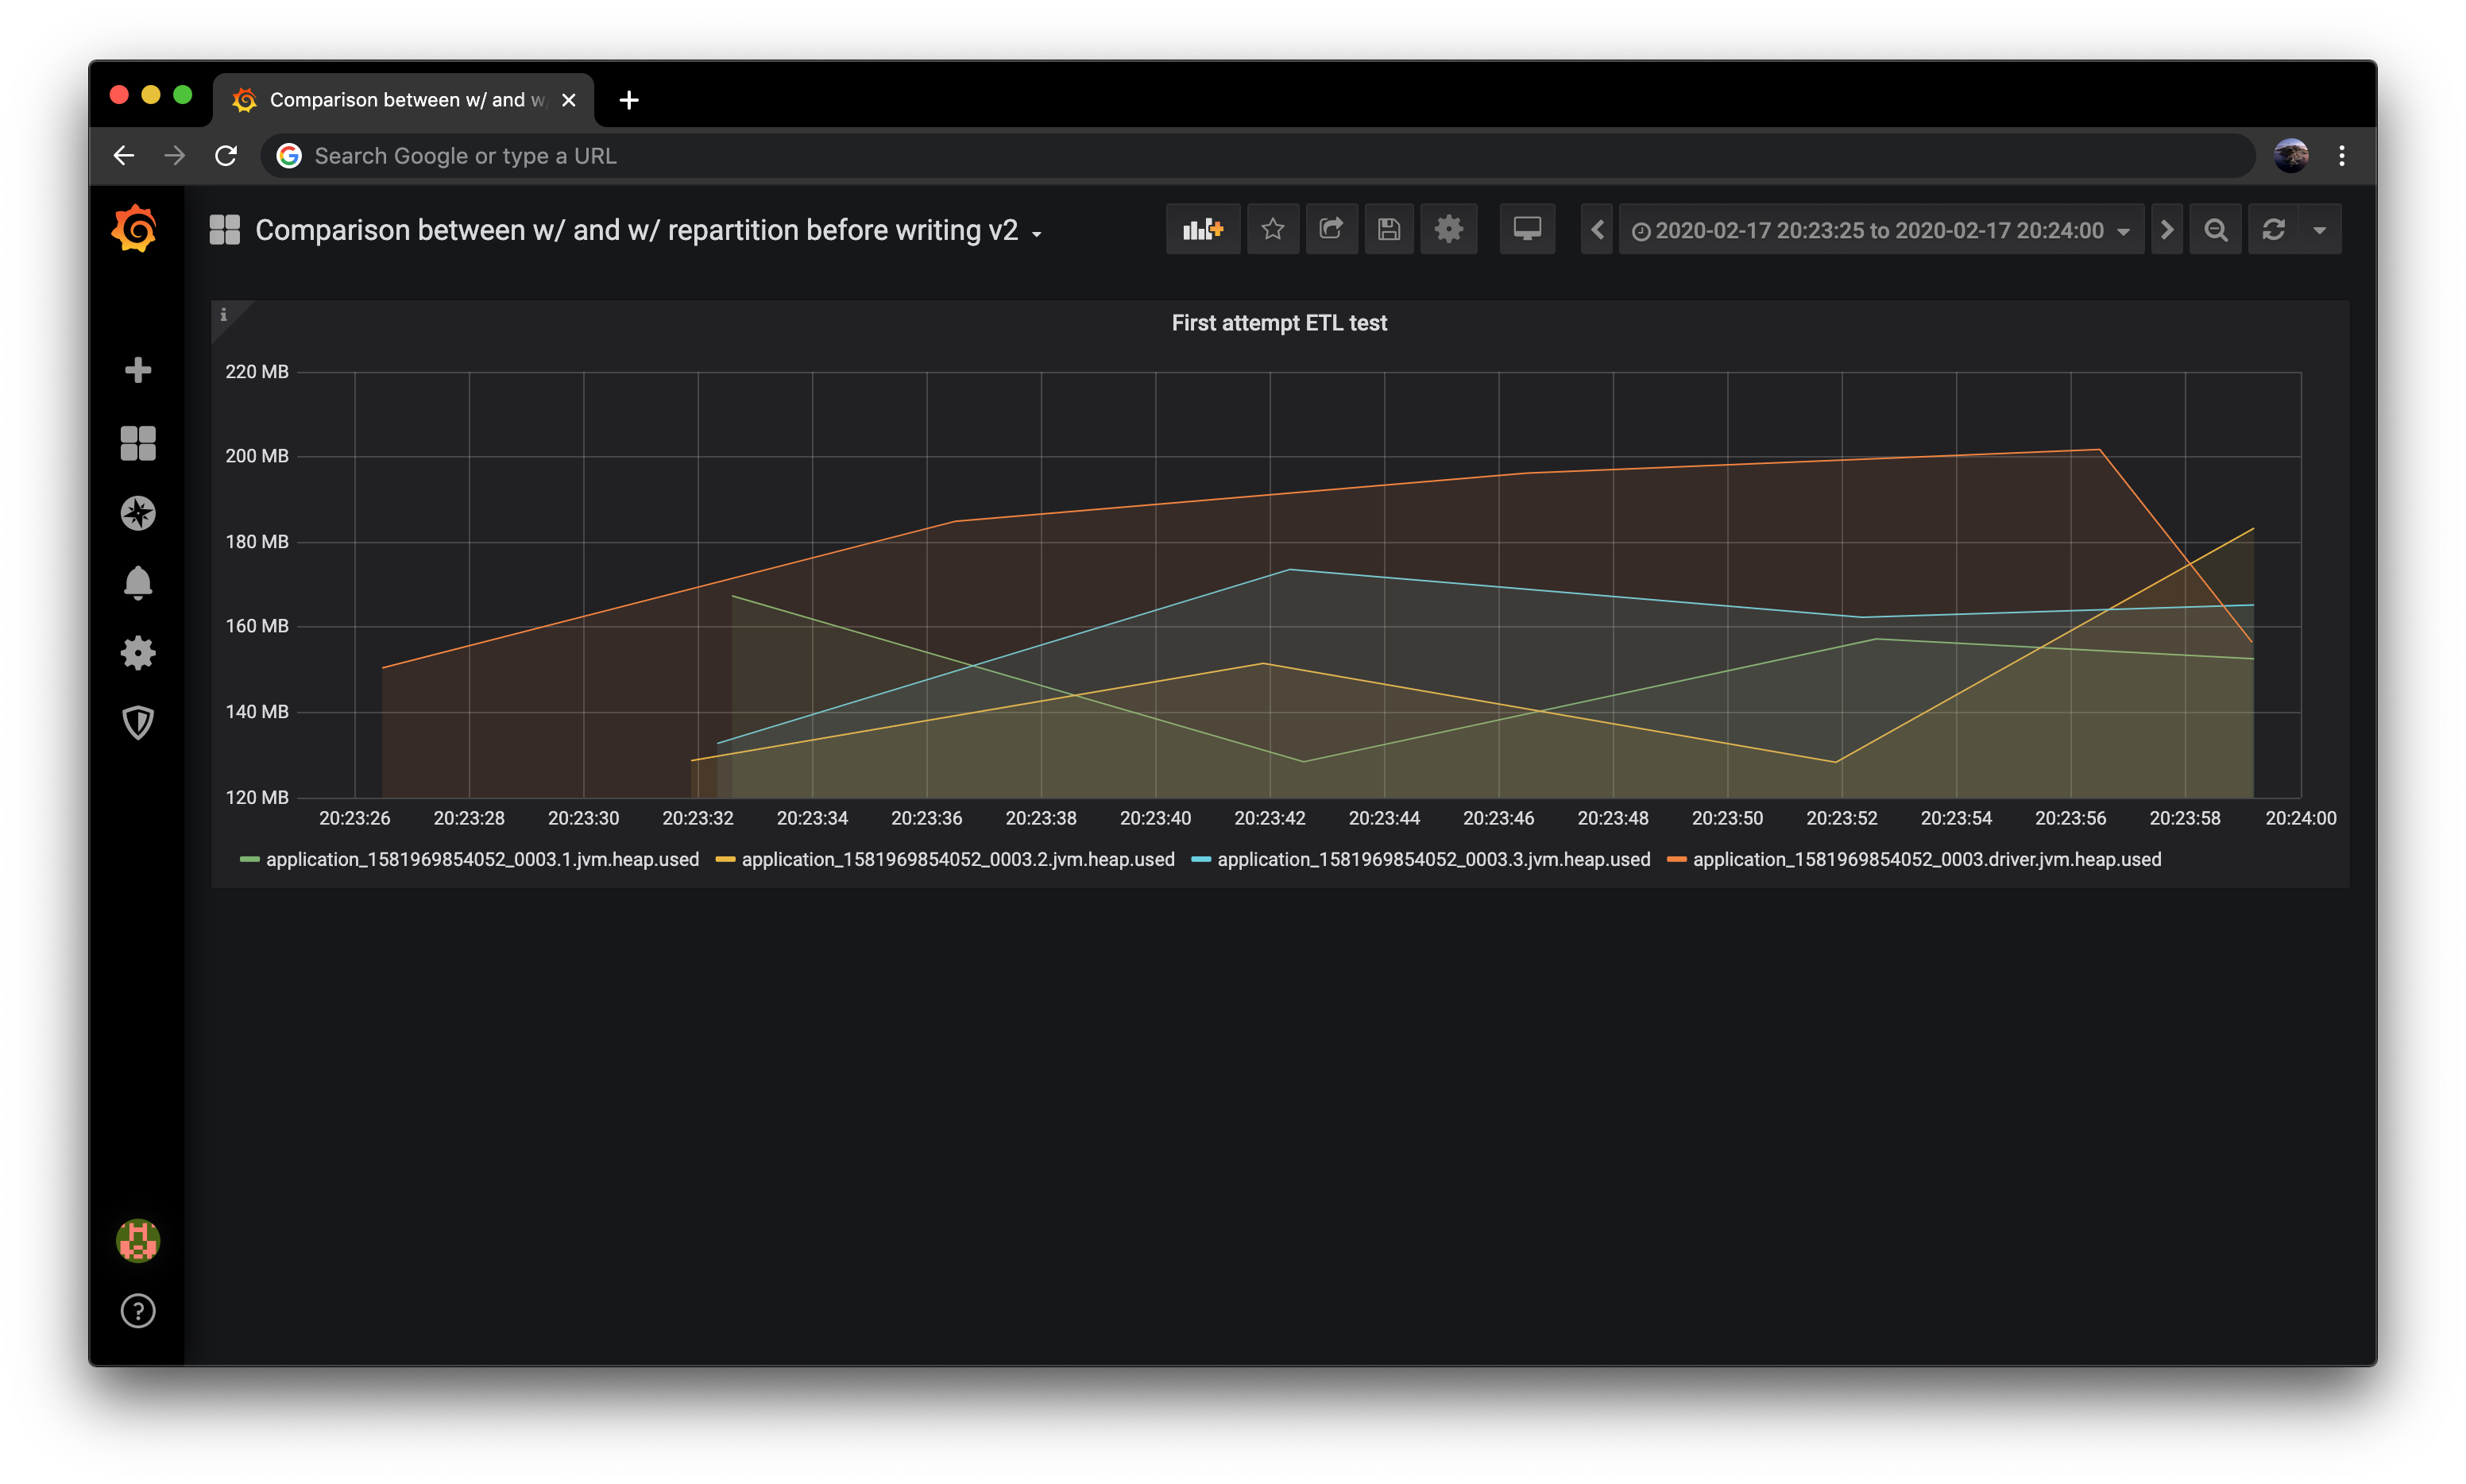 Comparison between w/ and w/
Search Google or type a URL
Comparison between w/ and w/ repartition before writing v2
2020-02-17 20:23:25 to 2020-02-17 20:24:00
i
First attempt ETL test
220 MB
200 MB
180 MB
160 MB
140 MB
120 MB
20:23:26 20:23:28 20:23:30 20:23:32 20:23:34 20:23:36 20:23:38 20:23:40 20:23:42 20:23:44 20:23:46 20:23:48 20:23:50 20:23:52 20:23:54 20:23:56 20:23:58 20:24:00
application_1581969854052_0003.1.jvm.heap.used application_1581969854052_0003.2.jvm.heap.used application_1581969854052_0003.3.jvm.heap.used application_1581969854052_0003.driver.jvm.heap.used